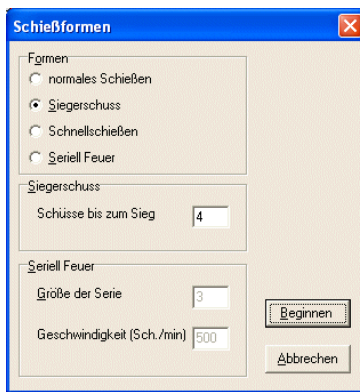 Schießformen
Formen
normales Schießen
Siegerschuss
Schnellschießen
Seriell Feuer
Siegerschuss
Schüsse bis zum Sieg 4
Seriell Feuer
Größe der Serie 3
Geschwindigkeit (Sch./min) 500
Beginnen
Abbrechen